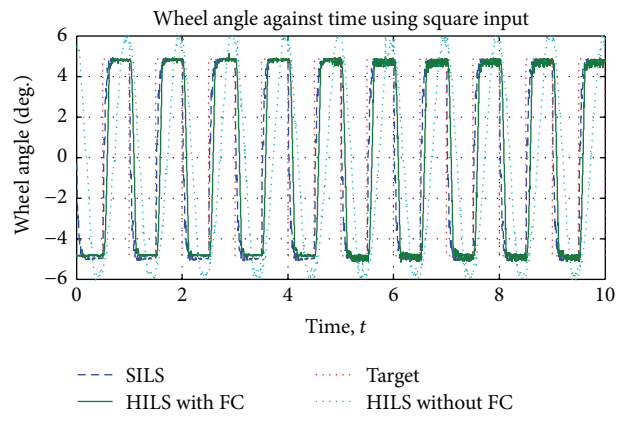 Wheel angle against time using square input
6
4
2
0
−2
−4
−6
Wheel angle (deg.)
0 2 4 6 8 10
Time, t
SILS Target
HILS with FC HILS without FC